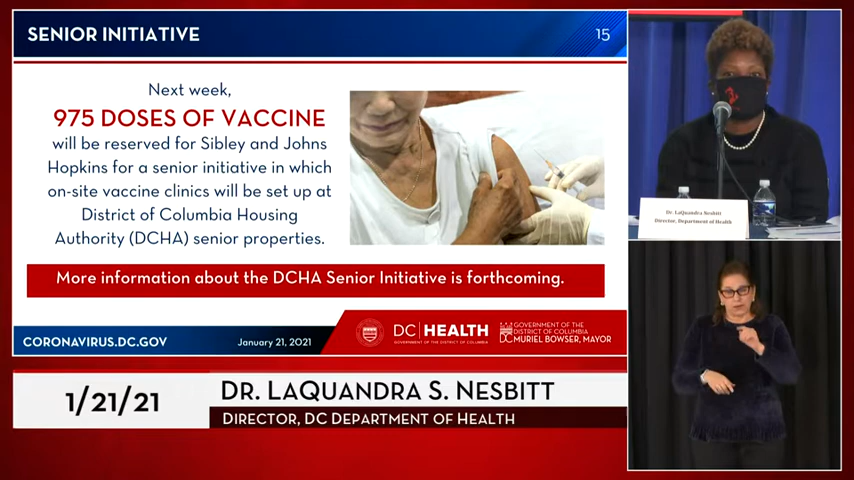 SENIOR INITIATIVE
15
Next week,
975 DOSES OF VACCINE
will be reserved for Sibley and Johns
Hopkins for a senior initiative in which
on-site vaccine clinics will be set up at
District of Columbia Housing
Authority (DCHA) senior properties.
More information about the DCHA Senior Initiative is forthcoming.
CORONAVIRUS.DC.GOV
January 21, 2021
DC | HEALTH
GOVERNMENT OF THE DISTRICT OF COLUMBIA
GOVERNMENT OF THE
DISTRICT OF COLUMBIA
DC MURIEL BOWSER, MAYOR
Dr. LaQuandra Nesbitt
Director, Department of Health
1/21/21
DR. LAQUANDRA S. NESBITT
DIRECTOR, DC DEPARTMENT OF HEALTH